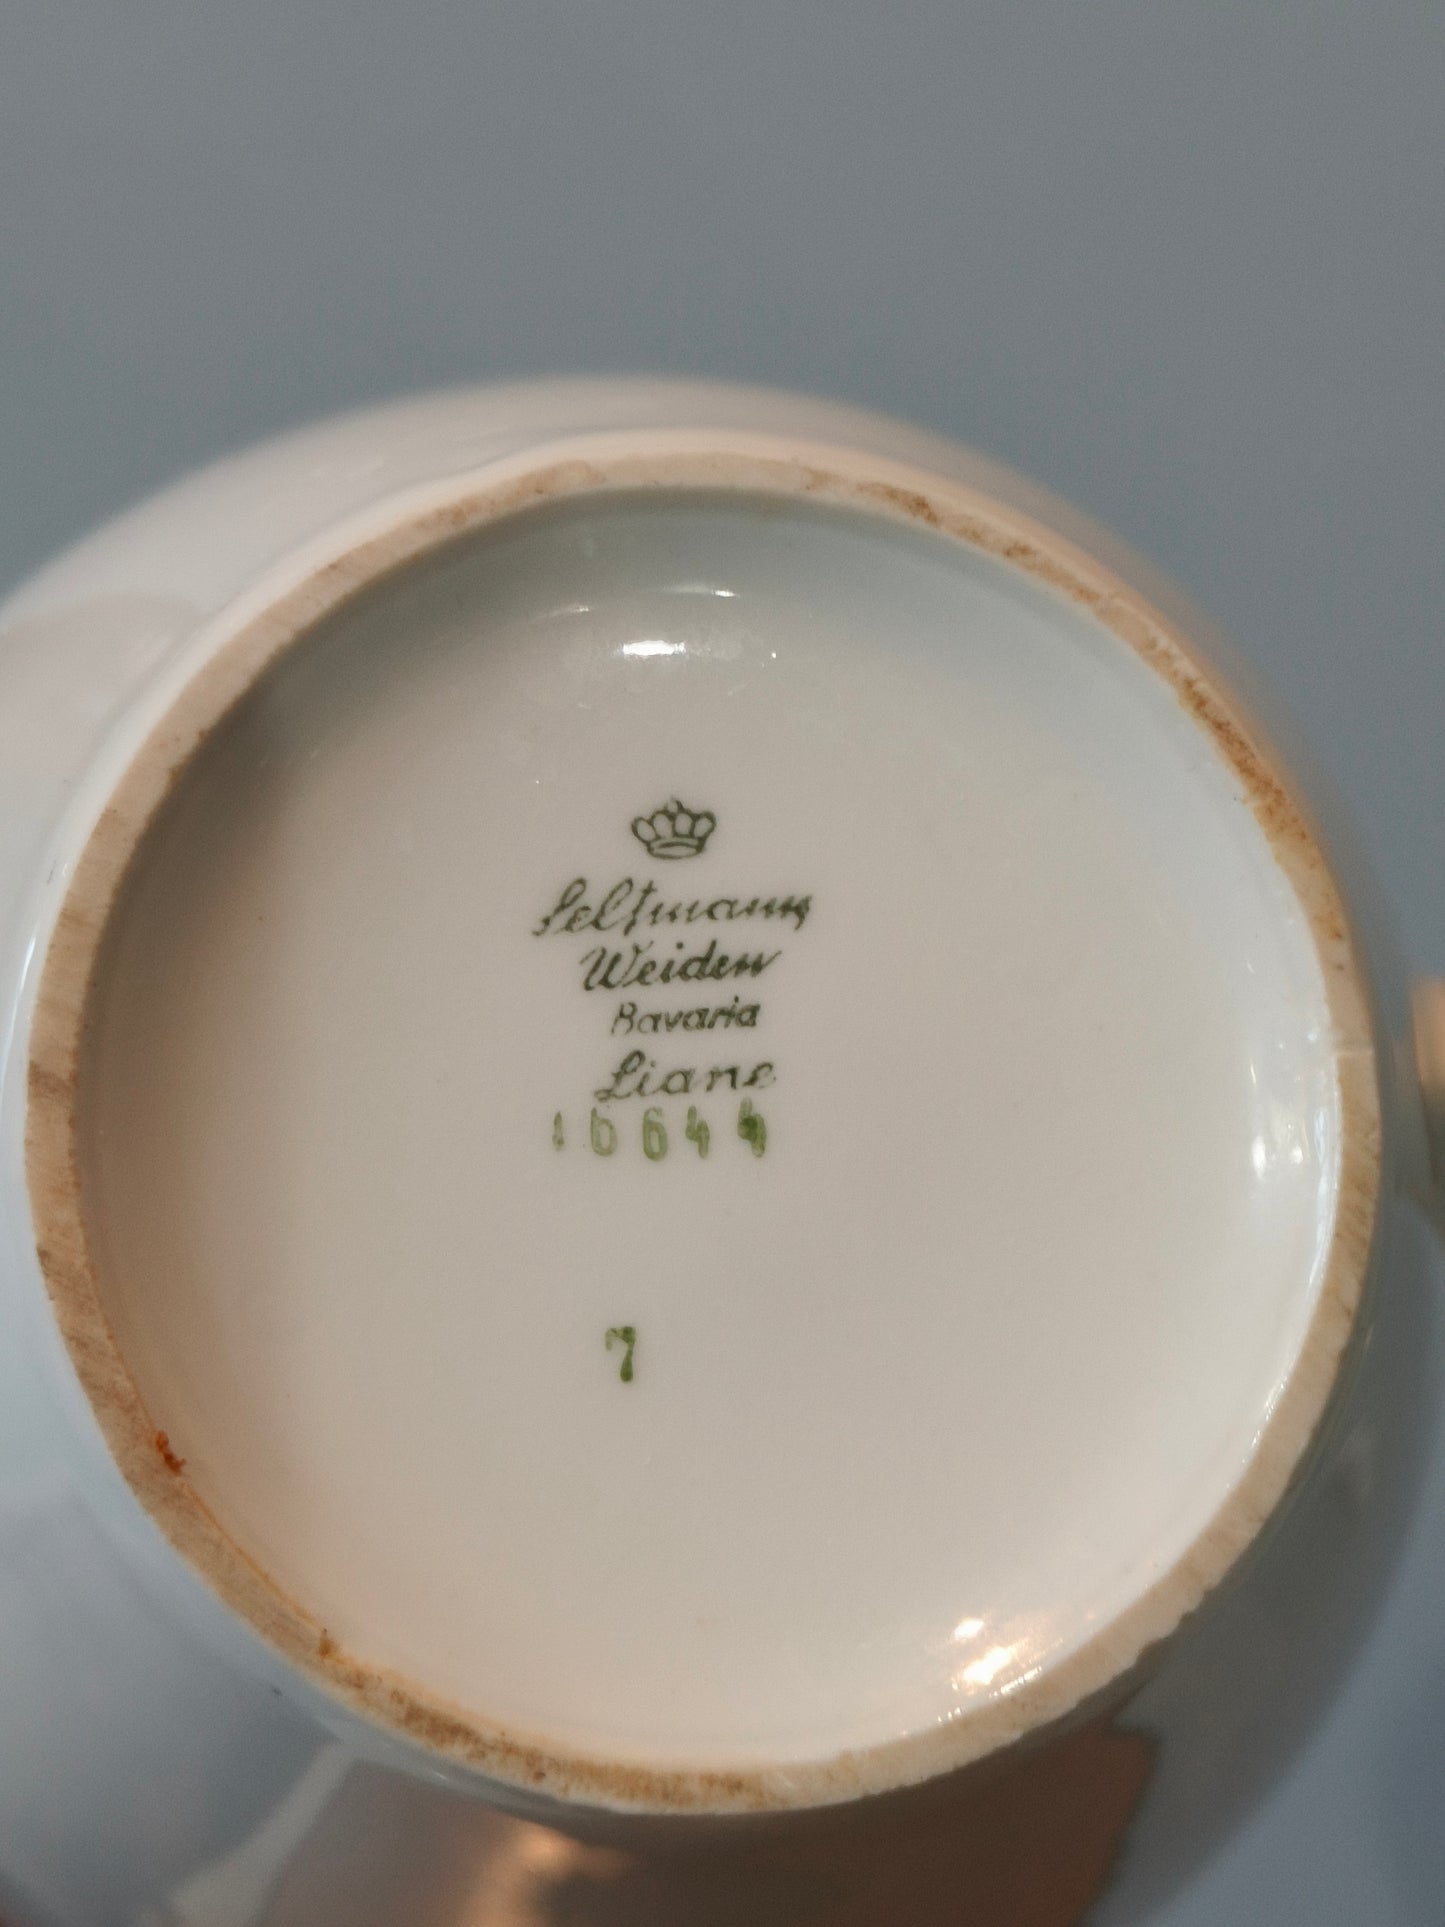 Seltmann
Weiden
Bavaria
Liane
16644
7